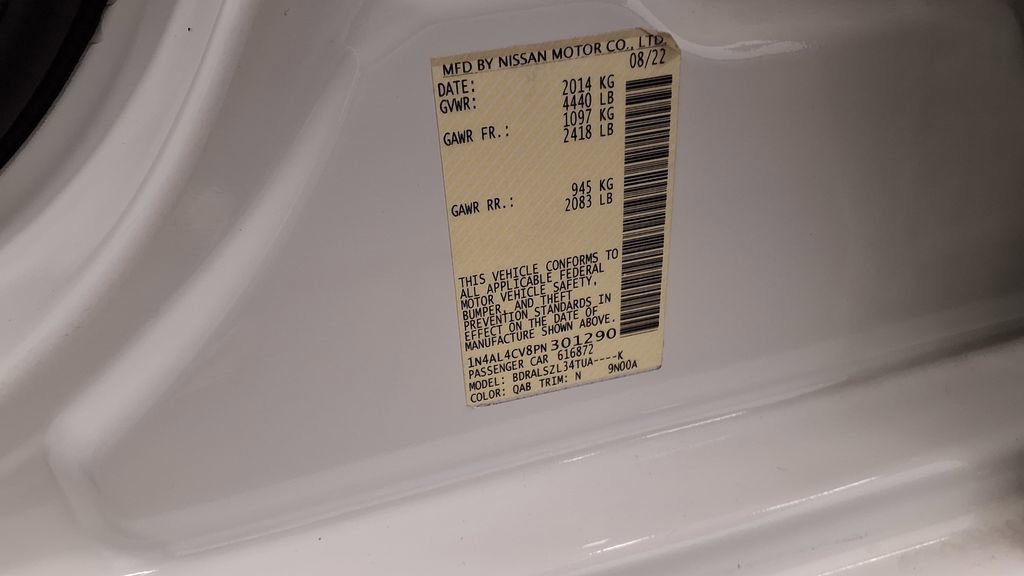 MFD BY NISSAN MOTOR CO., LTD.
DATE: 08/22
GVWR: 2014 KG
4440 LB
GAWR FR.: 1097 KG
2418 LB
GAWR RR.: 945 KG
2083 LB
THIS VEHICLE CONFORMS TO
ALL APPLICABLE FEDERAL
MOTOR VEHICLE SAFETY,
BUMPER, AND THEFT
PREVENTION STANDARDS IN
EFFECT ON THE DATE OF
MANUFACTURE SHOWN ABOVE.
1N4AL4CV8PN301290
PASSENGER CAR 616872
MODEL: BDRALSZL34TUA----K
COLOR: QAB TRIM: N 9N00A